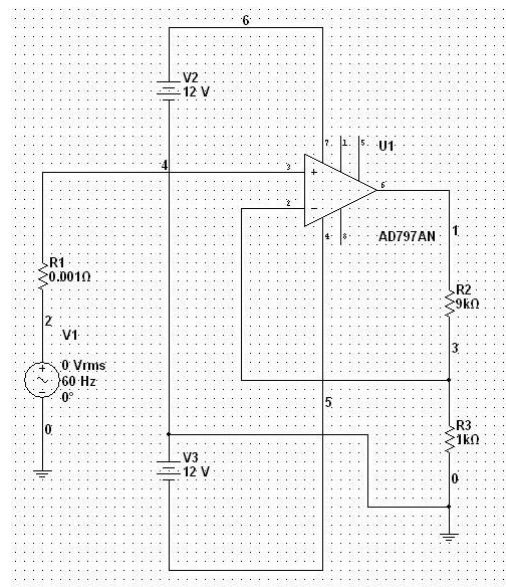 6
V2
12 V
7 1 5
U1
4
3
+
6
2
−
4 8
AD797AN
1
R1
0.001Ω
R2
9kΩ
2
V1
3
+
0 Vrms
60 Hz
−
0°
5
0
R3
1kΩ
V3
12 V
0